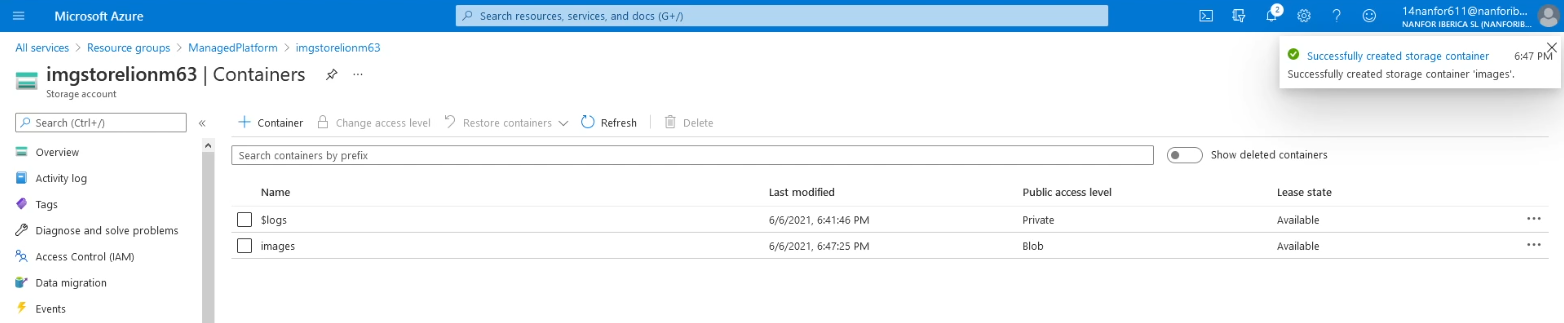 Microsoft Azure
Search resources, services, and docs (G+/)
2
14nanfor611@nanforib...
NANFOR IBERICA SL (NANFORIB...
All services > Resource groups > ManagedPlatform > imgstorelionm63
imgstorelionm63 | Containers
Storage account
Successfully created storage container 6:47 PM
Successfully created storage container 'images'.
Search (Ctrl+/)
«
Container
Change access level
Restore containers
Refresh
Delete
Search containers by prefix
Show deleted containers
Name Last modified Public access level Lease state
$logs 6/6/2021, 6:41:46 PM Private Available
images 6/6/2021, 6:47:25 PM Blob Available
Overview
Activity log
Tags
Diagnose and solve problems
Access Control (IAM)
Data migration
Events